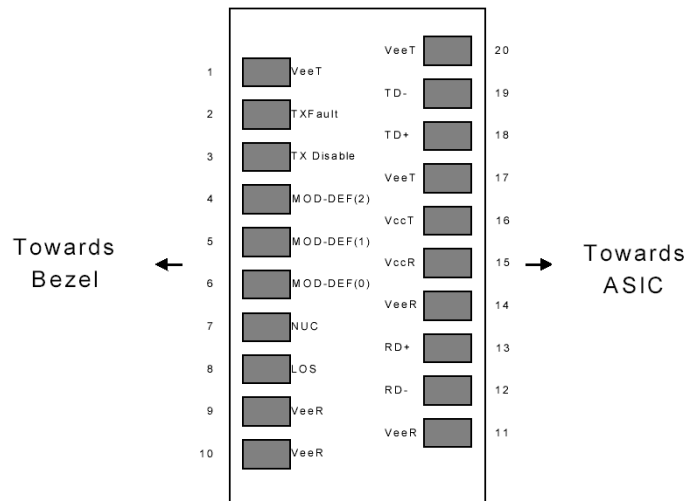 1 VeeT
2 TXFault
3 TX Disable
4 MOD-DEF(2)
5 MOD-DEF(1)
6 MOD-DEF(0)
7 NUC
8 LOS
9 VeeR
10 VeeR
VeeT 20
TD- 19
TD+ 18
VeeT 17
VccT 16
VccR 15
VeeR 14
RD+ 13
RD- 12
VeeR 11
Towards
Bezel
Towards
ASIC